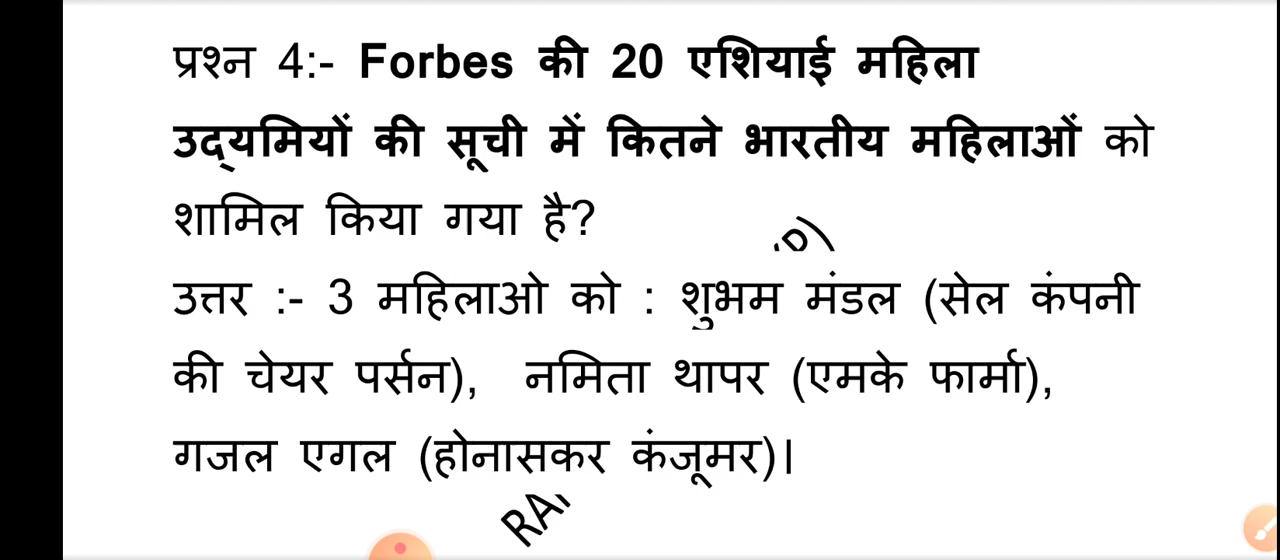 प्रश्न 4:- Forbes की 20 एशियाई महिला
उद्यमियों की सूची में कितने भारतीय महिलाओं को
शामिल किया गया है?
उत्तर :- 3 महिलाओ को : शुभम मंडल (सेल कंपनी
की चेयर पर्सन), नमिता थापर (एमके फार्मा),
गजल एगल (होनासकर कंजूमर)।